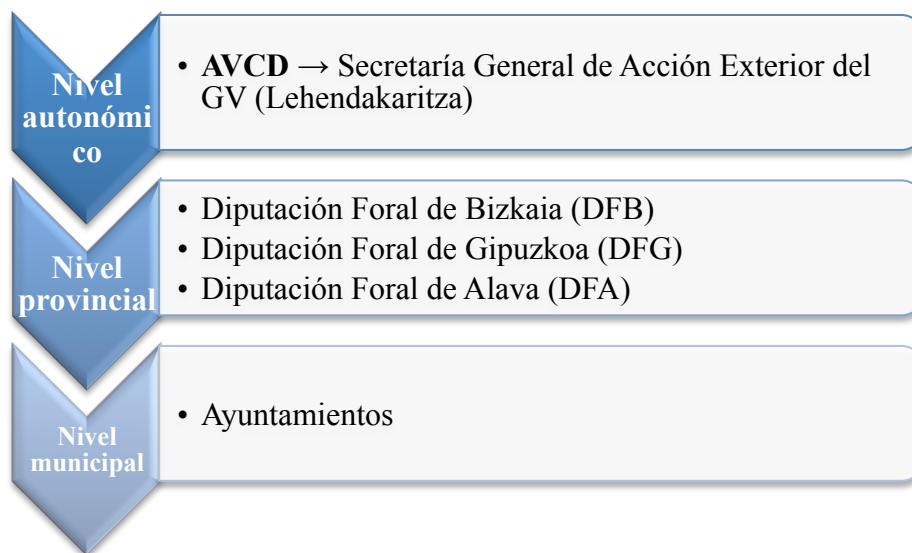 Nivel
autonómi
co
• AVCD → Secretaría General de Acción Exterior del
GV (Lehendakaritza)
Nivel
provincial
• Diputación Foral de Bizkaia (DFB)
• Diputación Foral de Gipuzkoa (DFG)
• Diputación Foral de Alava (DFA)
Nivel
municipal
• Ayuntamientos